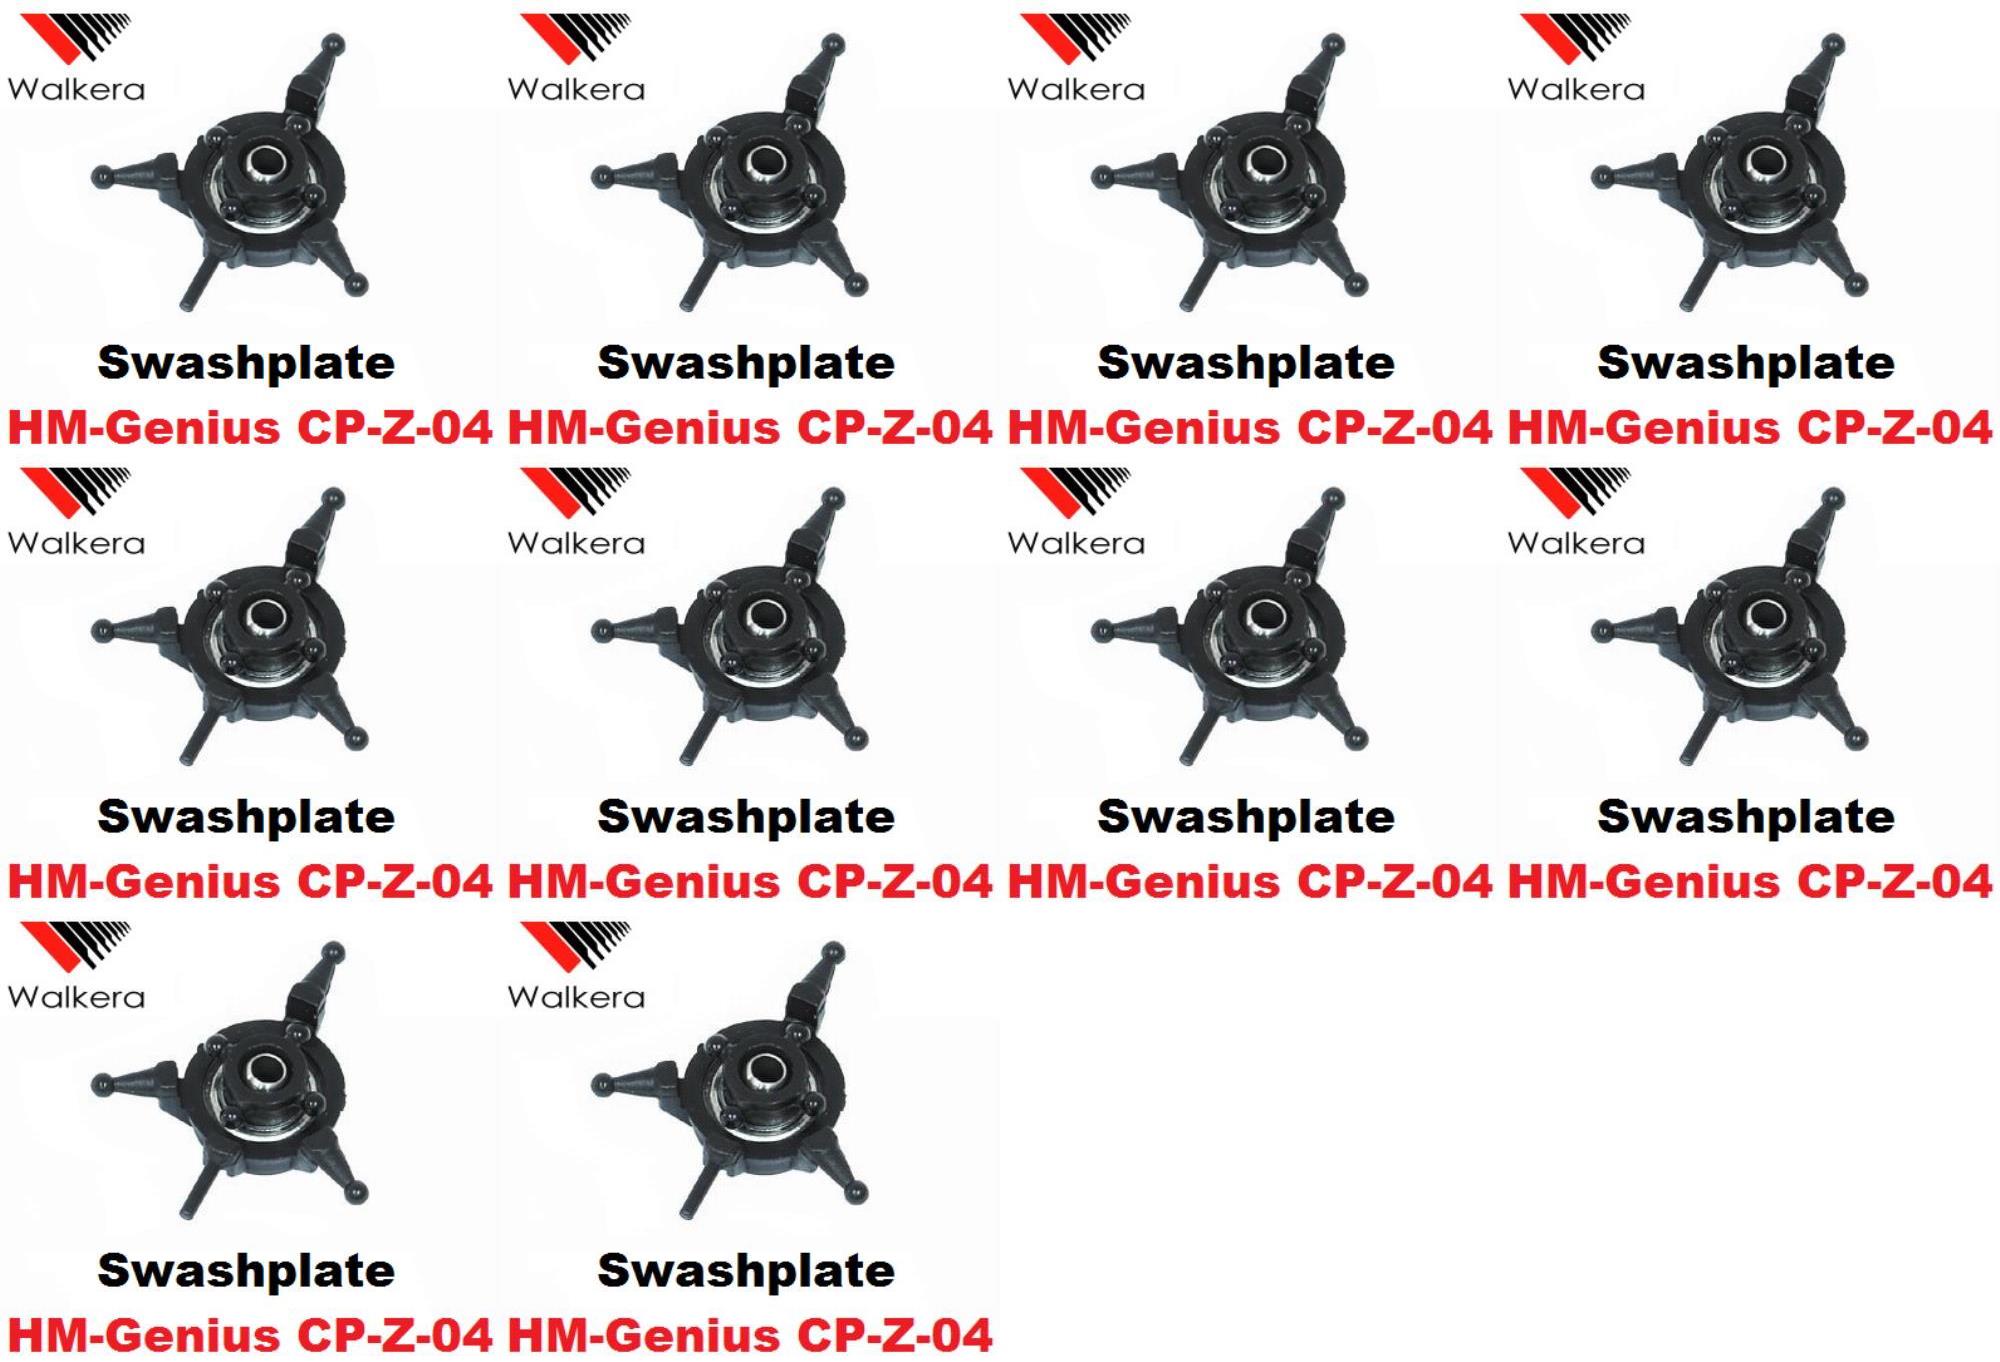 Walkera Walkera Walkera Walkera
Swashplate Swashplate Swashplate Swashplate
HM-Genius CP-Z-04 HM-Genius CP-Z-04 HM-Genius CP-Z-04 HM-Genius CP-Z-04
Walkera Walkera Walkera Walkera
Swashplate Swashplate Swashplate Swashplate
HM-Genius CP-Z-04 HM-Genius CP-Z-04 HM-Genius CP-Z-04 HM-Genius CP-Z-04
Walkera Walkera
Swashplate Swashplate
HM-Genius CP-Z-04 HM-Genius CP-Z-04